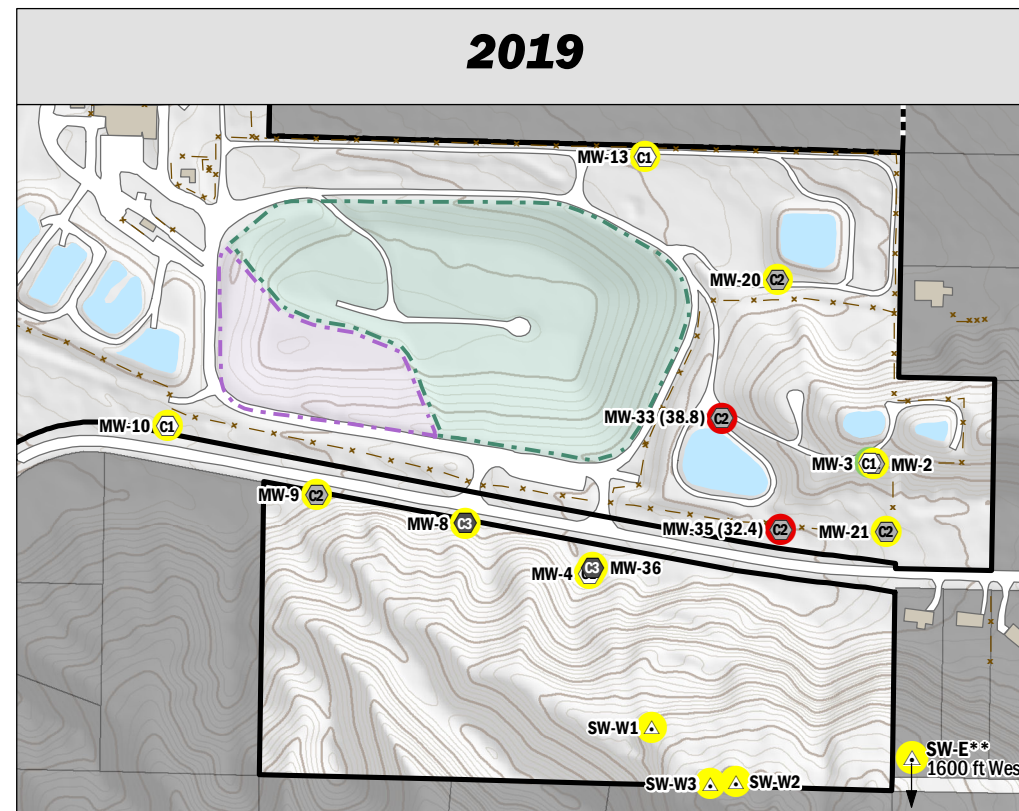 2019
MW-13 C1
MW-20 C2
MW-33 (38.8) C2
MW-10 C1
MW-3 C1 MW-2
MW-9 C2
MW-8 C3
MW-35 (32.4) C2
MW-21 C2
MW-4 C3 MW-36
SW-W1
SW-E**
1600 ft Wes
SW-W3 SW-W2